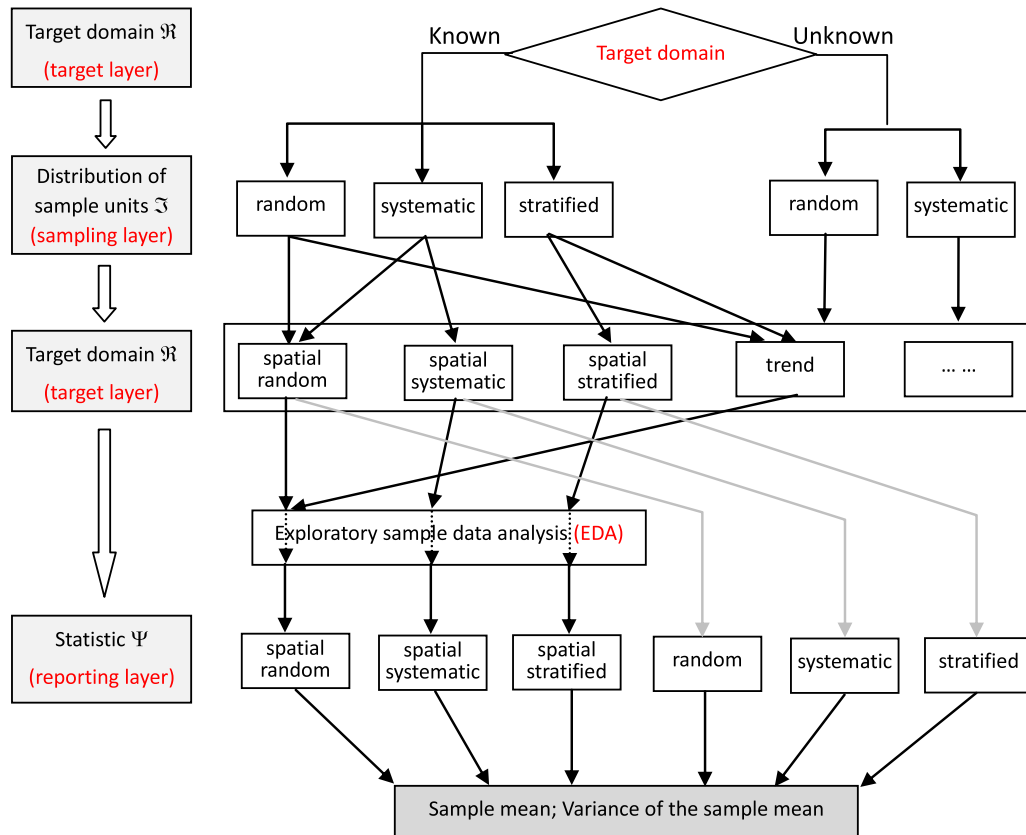 Target domain ℜ
(target layer)
Known
Unknown
Target domain
Distribution of
sample units ℑ
(sampling layer)
random
systematic
stratified
random
systematic
Target domain ℜ
(target layer)
spatial
random
spatial
systematic
spatial
stratified
trend
... ...
Exploratory sample data analysis (EDA)
Statistic Ψ
(reporting layer)
spatial
random
spatial
systematic
spatial
stratified
random
systematic
stratified
Sample mean; Variance of the sample mean